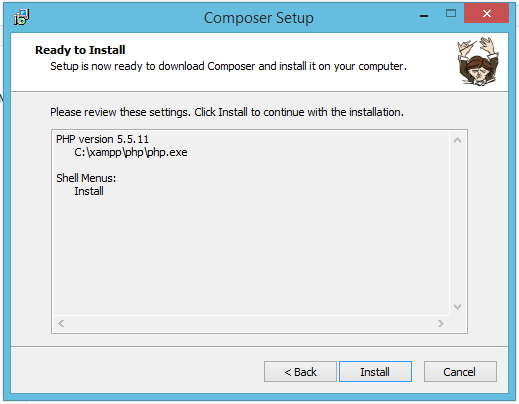 Composer Setup
Ready to Install
Setup is now ready to download Composer and install it on your computer.
Please review these settings. Click Install to continue with the installation.
PHP version 5.5.11
C:\xampp\php\php.exe
Shell Menus:
Install
< Back
Install
Cancel